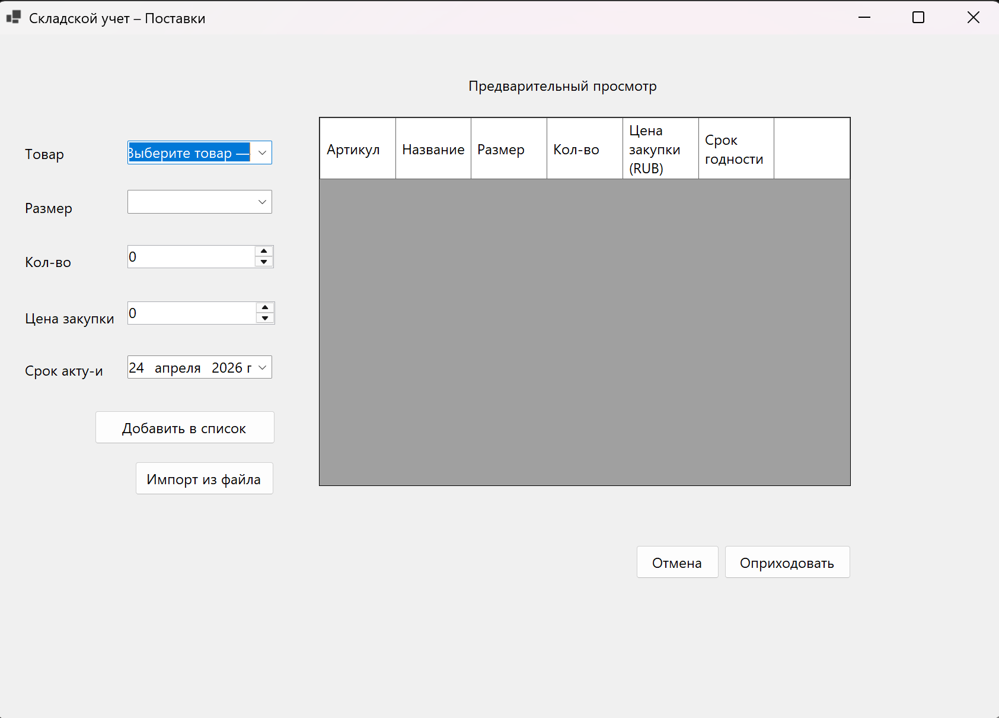 Складской учет – Поставки
Предварительный просмотр
Товар
Выберите товар —
Размер
Кол-во
0
Цена закупки
0
Срок акту-и
24 апреля 2026 г
Добавить в список
Импорт из файла
Артикул
Название
Размер
Кол-во
Цена
закупки
(RUB)
Срок
годности
Отмена
Оприходовать